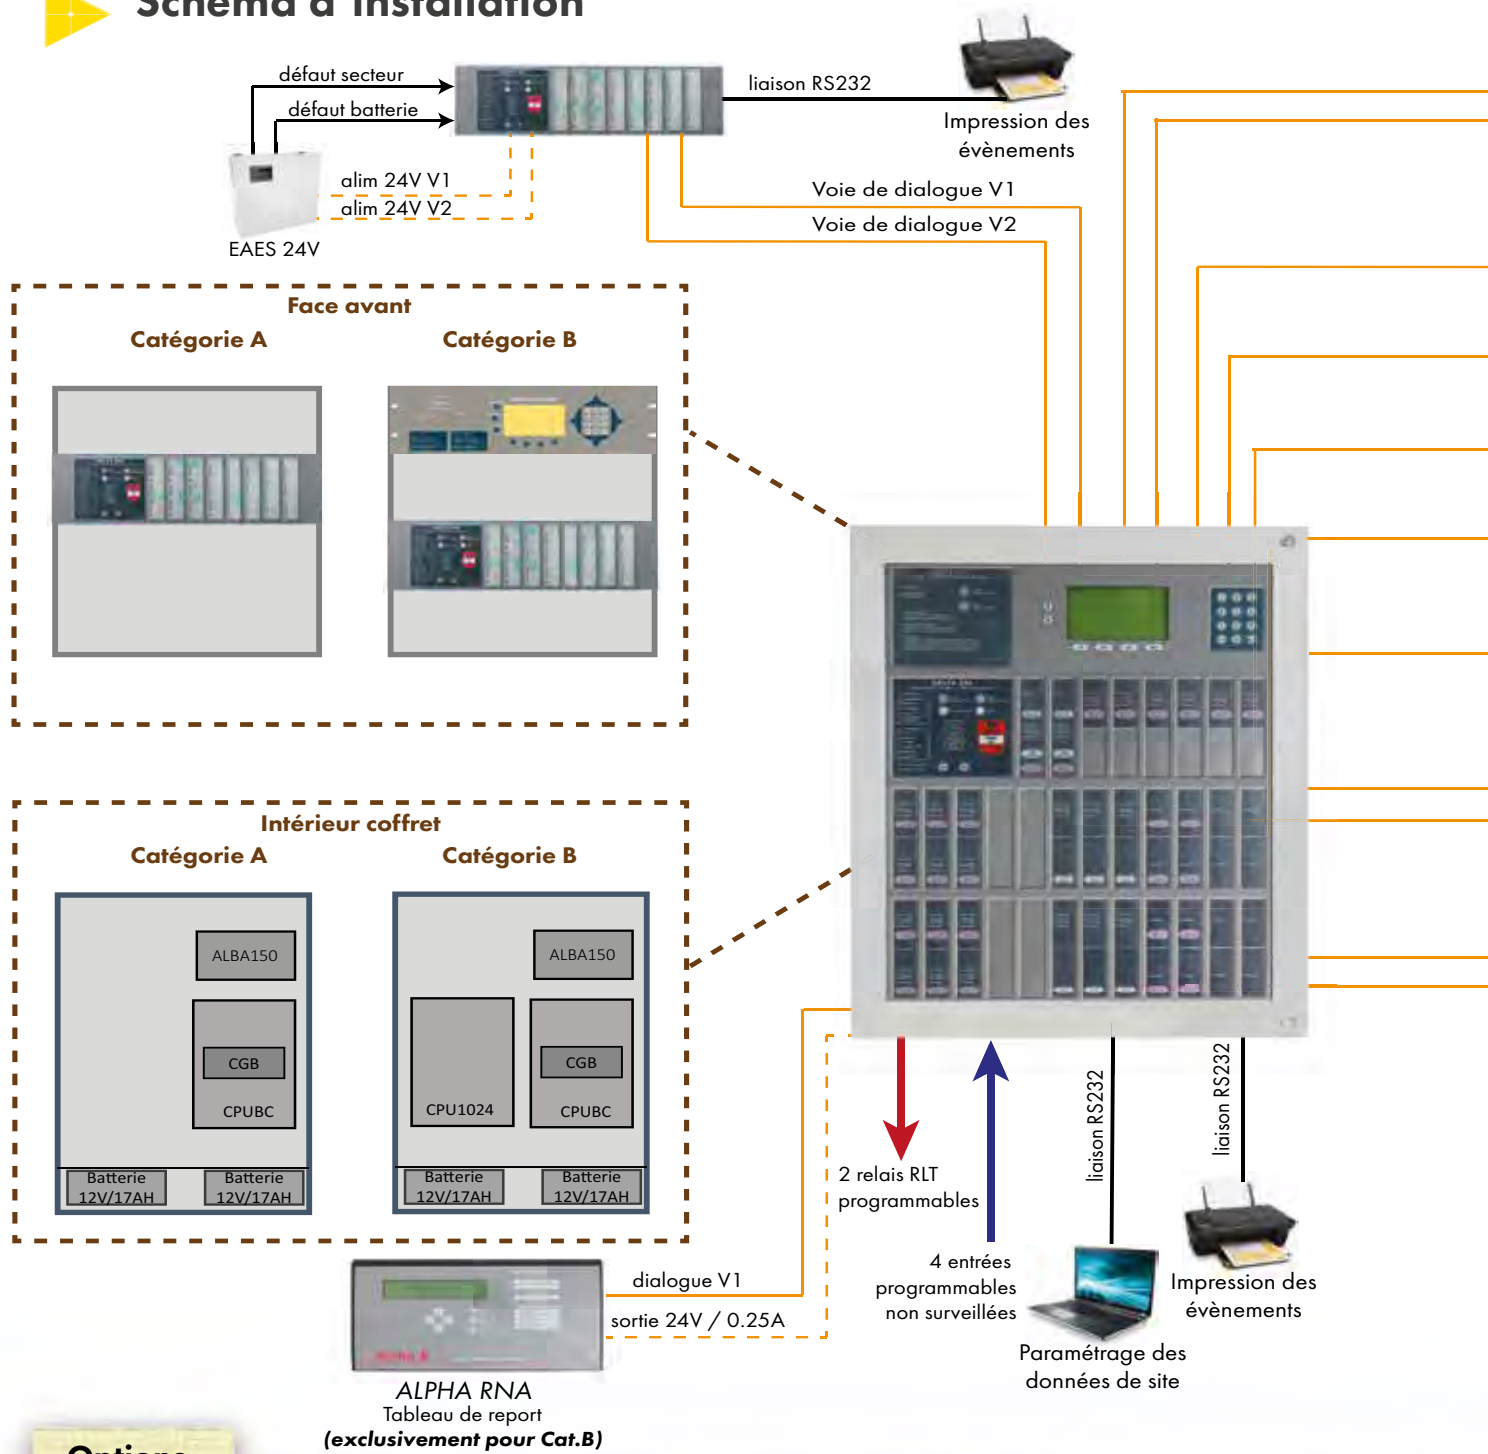 Schéma d'installation
défaut secteur
défaut batterie
liaison RS232
Impression des
évènements
alim 24V V1
alim 24V V2
EAES 24V
Voie de dialogue V1
Voie de dialogue V2
Face avant
Catégorie A
Catégorie B
Intérieur coffret
Catégorie A
Catégorie B
ALBA150
CGB
CPUBC
Batterie
12V/17AH
Batterie
12V/17AH
ALBA150
CPU1024
CGB
CPUBC
Batterie
12V/17AH
Batterie
12V/17AH
2 relais RLT
programmables
4 entrées
programmables
non surveillées
liaison RS232
liaison RS232
Impression des
évènements
Paramétrage des
données de site
dialogue V1
sortie 24V / 0.25A
ALPHA RNA
Tableau de report
(exclusivement pour Cat.B)
Options